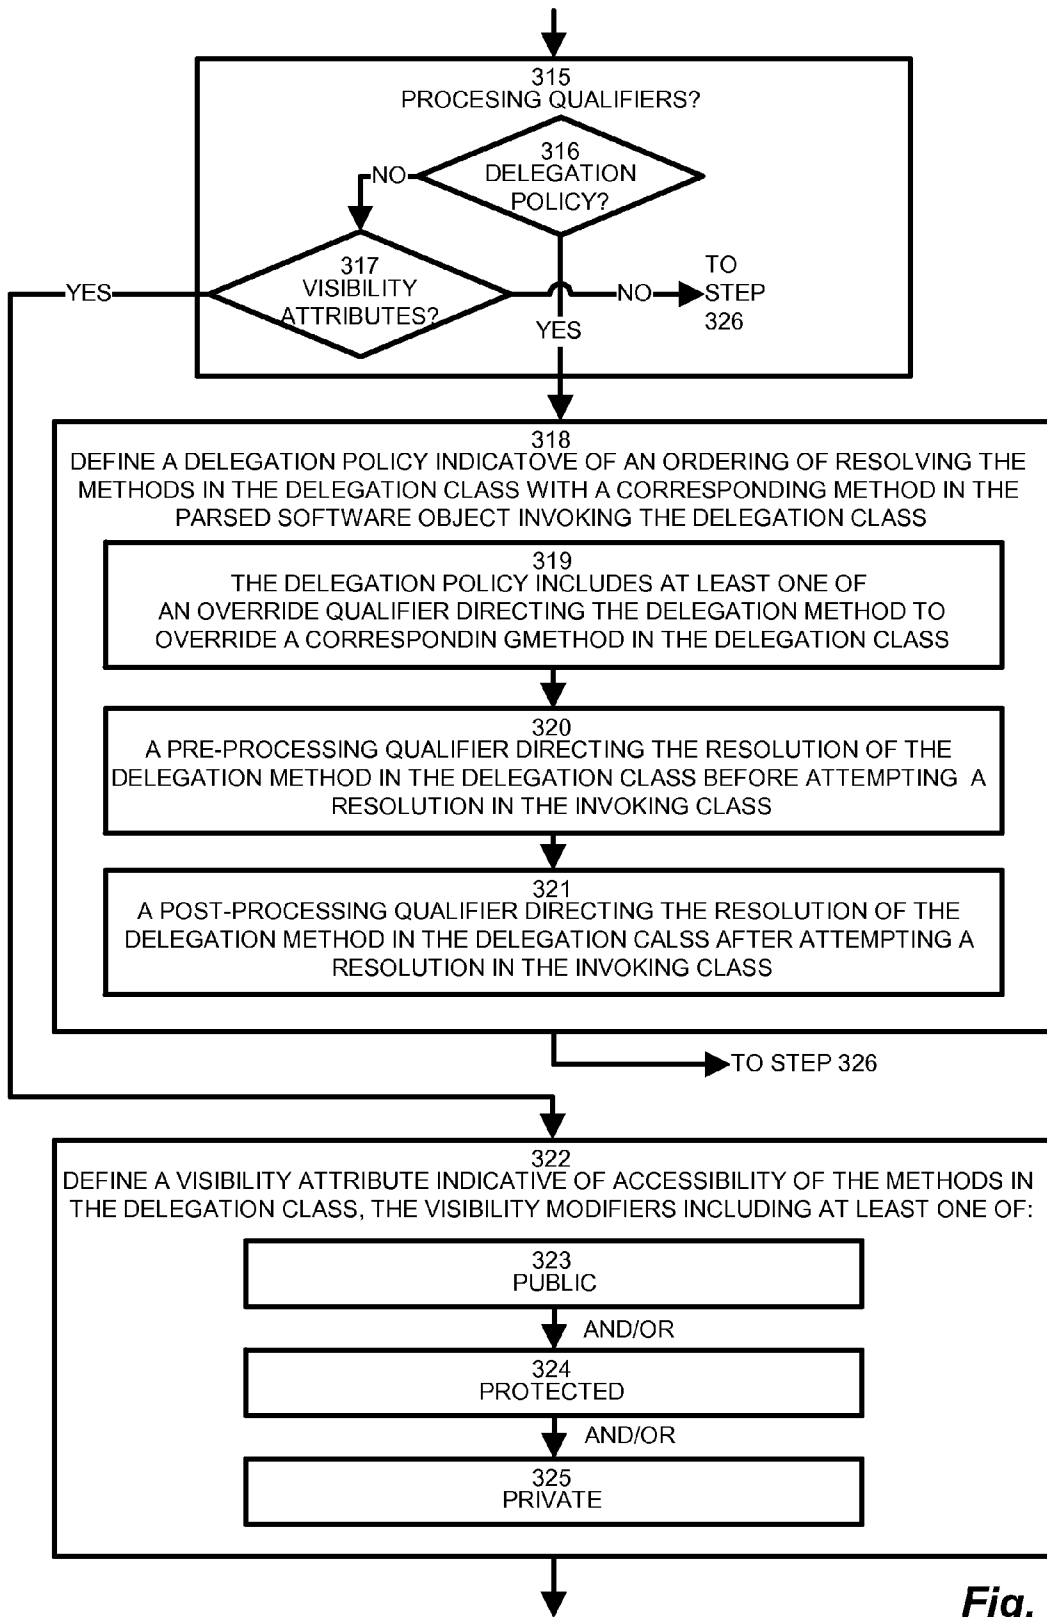 315
PROCESING QUALIFIERS?
316
DELEGATION
POLICY?
NO
317
VISIBILITY
ATTRIBUTES?
YES
NO
TO
STEP
326
YES
318
DEFINE A DELEGATION POLICY INDICATOVE OF AN ORDERING OF RESOLVING THE
METHODS IN THE DELEGATION CLASS WITH A CORRESPONDING METHOD IN THE
PARSED SOFTWARE OBJECT INVOKING THE DELEGATION CLASS
319
THE DELEGATION POLICY INCLUDES AT LEAST ONE OF
AN OVERRIDE QUALIFIER DIRECTING THE DELEGATION METHOD TO
OVERRIDE A CORRESPONDIN GMETHOD IN THE DELEGATION CLASS
320
A PRE-PROCESSING QUALIFIER DIRECTING THE RESOLUTION OF THE
DELEGATION METHOD IN THE DELEGATION CLASS BEFORE ATTEMPTING A
RESOLUTION IN THE INVOKING CLASS
321
A POST-PROCESSING QUALIFIER DIRECTING THE RESOLUTION OF THE
DELEGATION METHOD IN THE DELEGATION CALSS AFTER ATTEMPTING A
RESOLUTION IN THE INVOKING CLASS
TO STEP 326
322
DEFINE A VISIBILITY ATTRIBUTE INDICATIVE OF ACCESSIBILITY OF THE METHODS IN
THE DELEGATION CLASS, THE VISIBILITY MODIFIERS INCLUDING AT LEAST ONE OF:
323
PUBLIC
AND/OR
324
PROTECTED
AND/OR
325
PRIVATE
Fig.